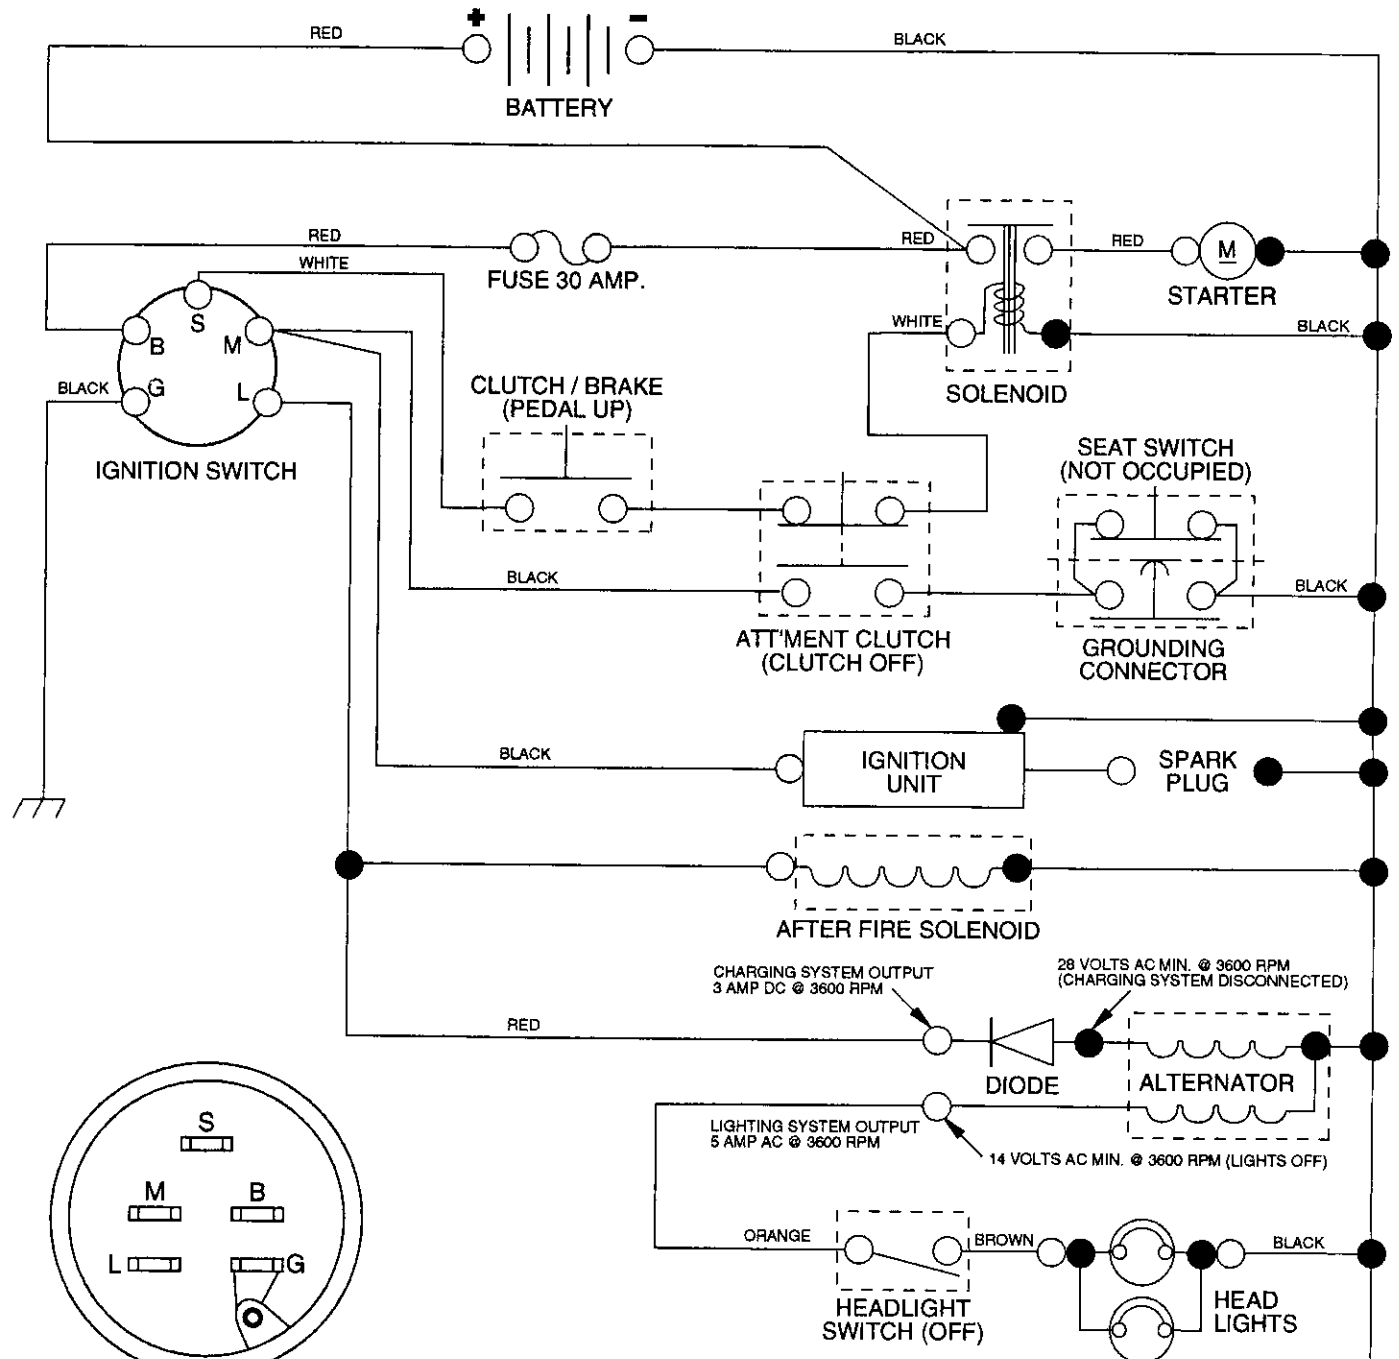 + −
RED
BLACK
BATTERY
RED
WHITE
FUSE 30 AMP.
RED
RED
M
STARTER
S
B
M
G
L
BLACK
IGNITION SWITCH
WHITE
BLACK
SOLENOID
CLUTCH / BRAKE
(PEDAL UP)
SEAT SWITCH
(NOT OCCUPIED)
BLACK
BLACK
ATT'MENT CLUTCH
(CLUTCH OFF)
GROUNDING
CONNECTOR
BLACK
IGNITION
UNIT
SPARK
PLUG
AFTER FIRE SOLENOID
CHARGING SYSTEM OUTPUT
3 AMP DC @ 3600 RPM
28 VOLTS AC MIN. @ 3600 RPM
(CHARGING SYSTEM DISCONNECTED)
RED
DIODE
ALTERNATOR
LIGHTING SYSTEM OUTPUT
5 AMP AC @ 3600 RPM
14 VOLTS AC MIN. @ 3600 RPM (LIGHTS OFF)
S
M
B
L
G
ORANGE
BROWN
BLACK
HEADLIGHT
SWITCH (OFF)
HEAD
LIGHTS